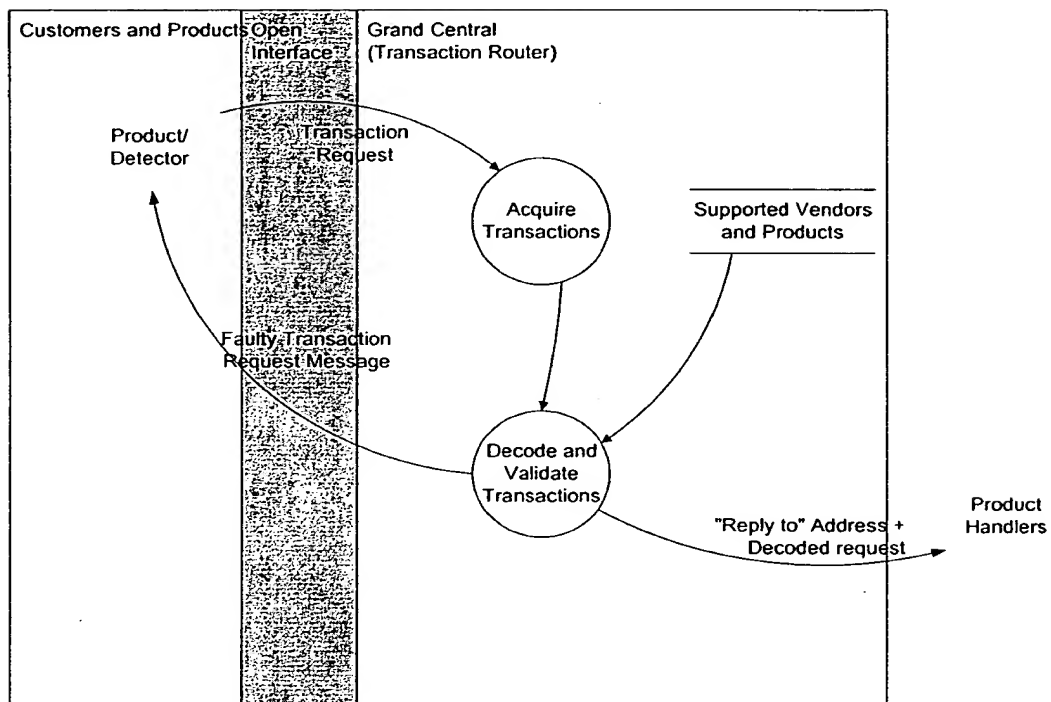 Customers and Products
Open
Interface
Grand Central
(Transaction Router)
Product/
Detector
Transaction
Request
Acquire
Transactions
Supported Vendors
and Products
Faulty Transaction
Request Message
Decode and
Validate
Transactions
"Reply to" Address +
Decoded request
Product
Handlers